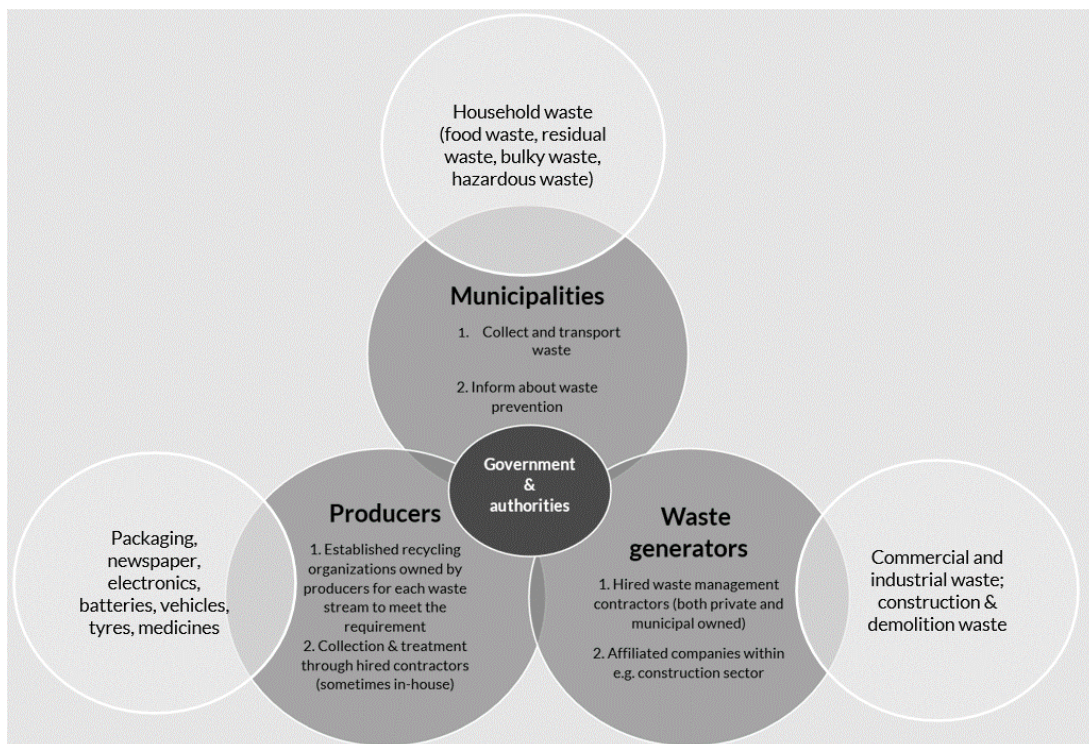 Household waste
(food waste, residual
waste, bulky waste,
hazardous waste)
Municipalities
1. Collect and transport
waste
2. Inform about waste
prevention
Government
&
authorities
Producers
1. Established recycling
organizations owned by
producers for each waste
stream to meet the
requirement
2. Collection & treatment
through hired contractors
(sometimes in-house)
Waste
generators
1. Hired waste management
contractors (both private and
municipal owned)
2. Affiliated companies within
e.g. construction sector
Packaging,
newspaper,
electronics,
batteries, vehicles,
tyres, medicines
Commercial and
industrial waste;
construction &
demolition waste